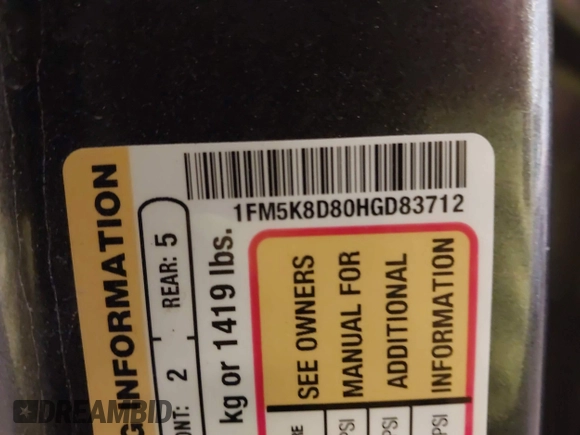 1FM5K8D80HGD83712
INFORMATION
2 REAR: 5
kg or 1419 lbs.
SEE OWNERS
MANUAL FOR
ADDITIONAL
INFORMATION
PSI
PSI
PSI
DREAMBID